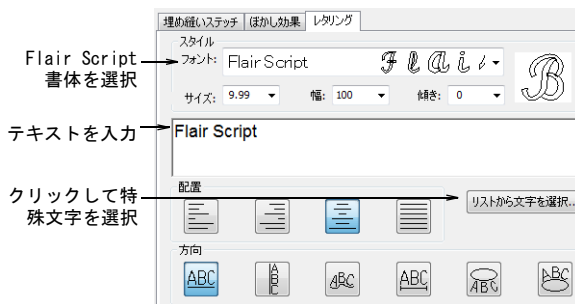 埋め縫いステッチ ぼかし効果 レタリング
スタイル
Flair Script
書体を選択
フォント: Flair Script F l a i r
サイズ: 9.99 幅: 100 傾き: 0
B
テキストを入力
Flair Script
クリックして特
殊文字を選択
配置
リストから文字を選択...
方向
ABC ABC ABC ABC ABC ABC